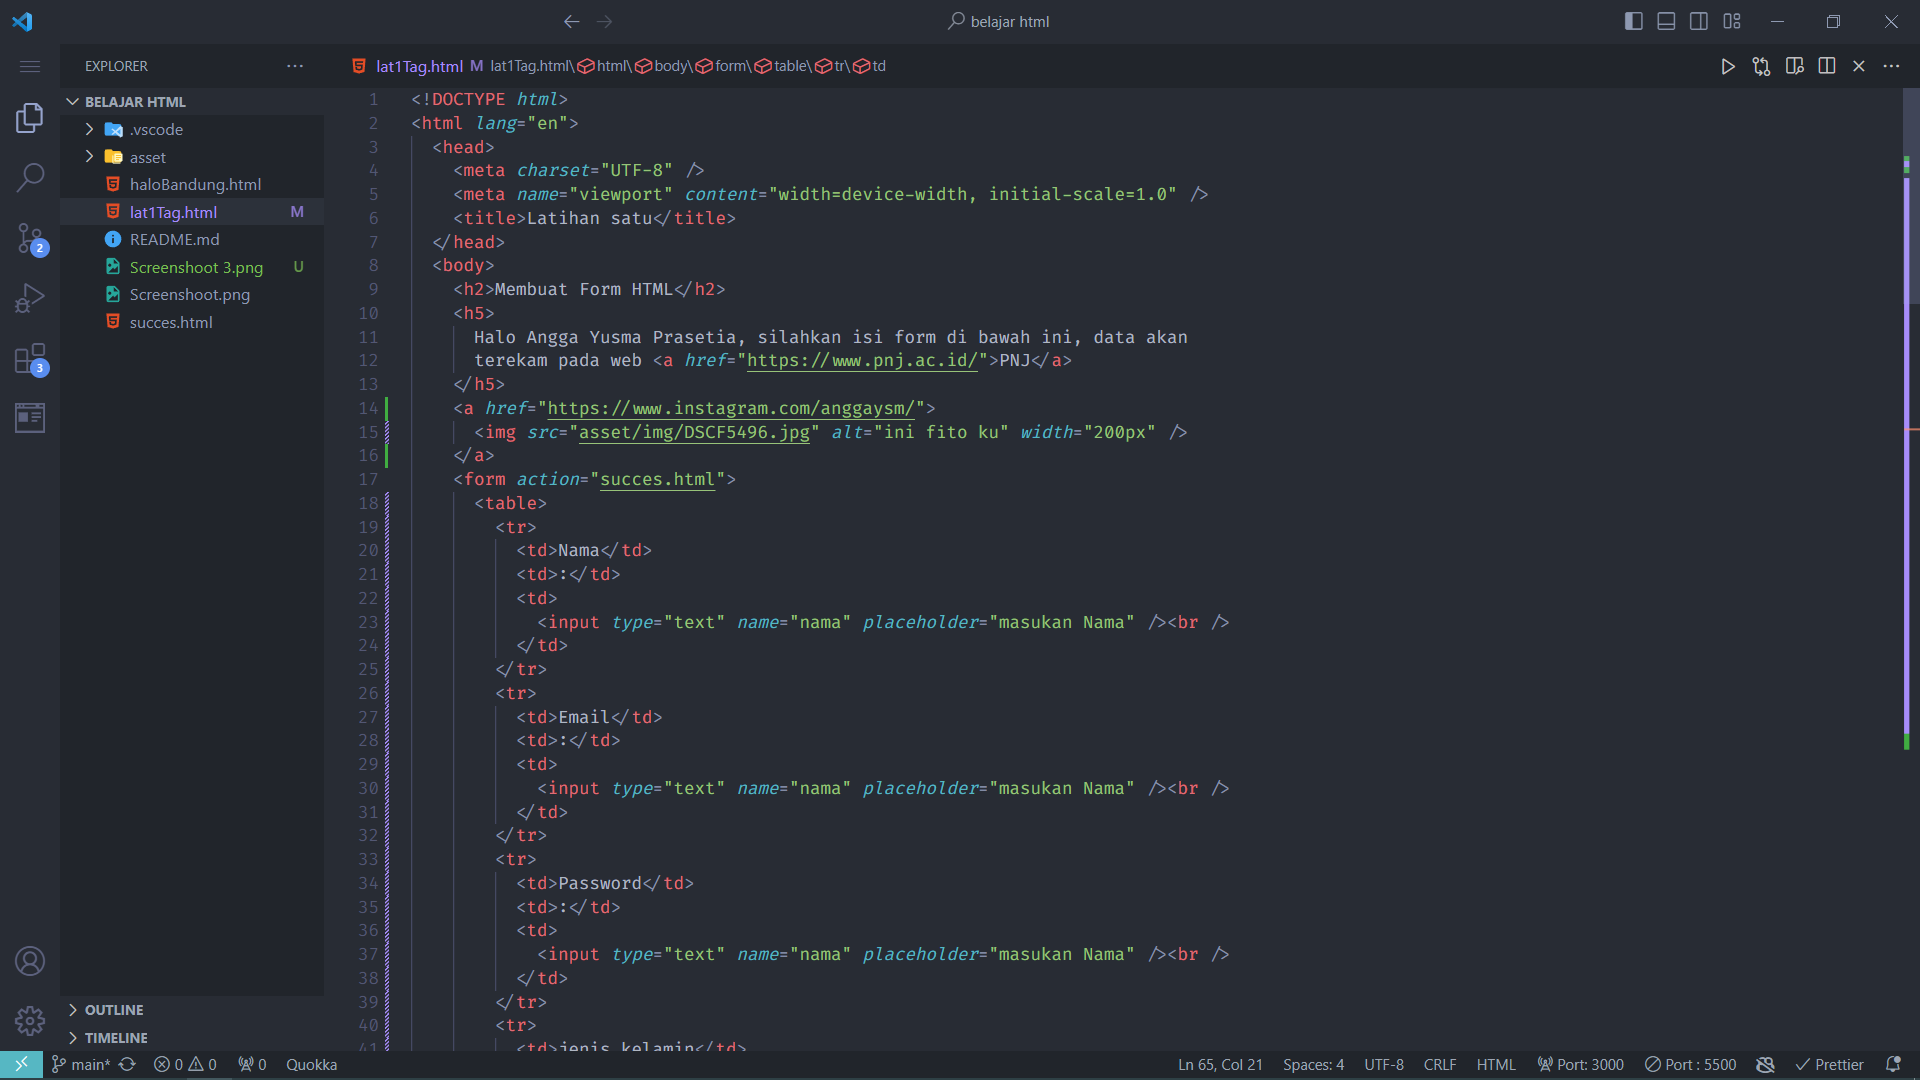 belajar html
EXPLORER
lat1Tag.html M lat1Tag.html\html\body\form\table\tr\td
BELAJAR HTML
.vscode
asset
haloBandung.html
lat1Tag.html M
README.md
Screenshoot 3.png U
Screenshoot.png
succes.html
2
3
OUTLINE
TIMELINE
1 <!DOCTYPE html>
2 <html lang="en">
3 <head>
4 <meta charset="UTF-8" />
5 <meta name="viewport" content="width=device-width, initial-scale=1.0" />
6 <title>Latihan satu</title>
7 </head>
8 <body>
9 <h2>Membuat Form HTML</h2>
10 <h5>
11 Halo Angga Yusma Prasetia, silahkan isi form di bawah ini, data akan
12 terekam pada web <a href="https://www.pnj.ac.id/">PNJ</a>
13 </h5>
14 <a href="https://www.instagram.com/anggaysm/">
15 <img src="asset/img/DSCF5496.jpg" alt="ini fito ku" width="200px" />
16 </a>
17 <form action="succes.html">
18 <table>
19 <tr>
20 <td>Nama</td>
21 <td>:</td>
22 <td>
23 <input type="text" name="nama" placeholder="masukan Nama" /><br />
24 </td>
25 </tr>
26 <tr>
27 <td>Email</td>
28 <td>:</td>
29 <td>
30 <input type="text" name="nama" placeholder="masukan Nama" /><br />
31 </td>
32 </tr>
33 <tr>
34 <td>Password</td>
35 <td>:</td>
36 <td>
37 <input type="text" name="nama" placeholder="masukan Nama" /><br />
38 </td>
39 </tr>
40 <tr>
41 <td>jenis kelamin</td>
main* 0 0 0 Quokka Ln 65, Col 21 Spaces: 4 UTF-8 CRLF HTML Port: 3000 Port : 5500 Prettier